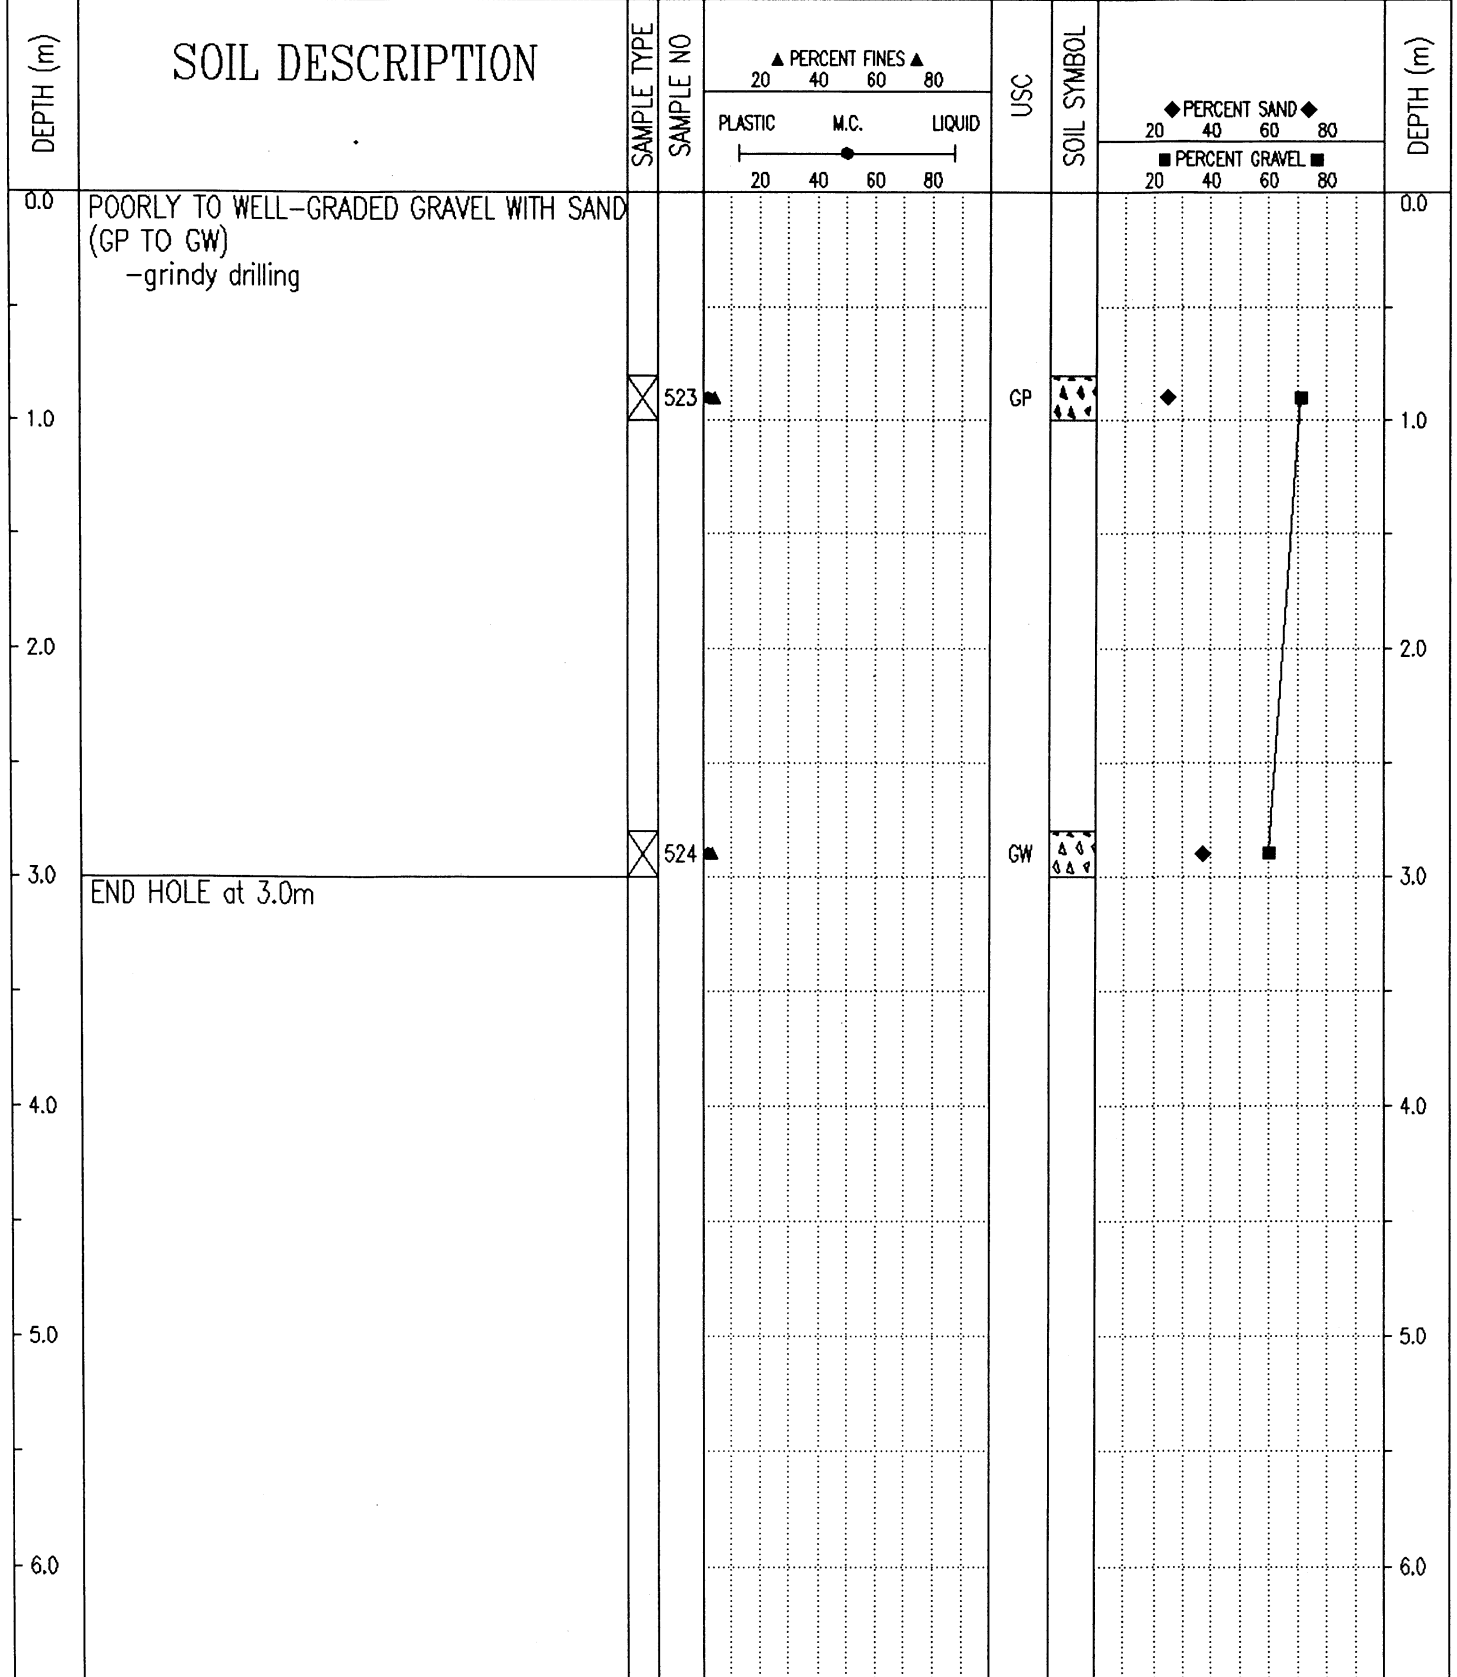 DEPTH (m)
SOIL DESCRIPTION
SAMPLE TYPE
SAMPLE NO
▲ PERCENT FINES ▲
20 40 60 80
PLASTIC M.C. LIQUID
20 40 60 80
USC
SOIL SYMBOL
◆ PERCENT SAND ◆
20 40 60 80
■ PERCENT GRAVEL ■
20 40 60 80
DEPTH (m)
0.0 POORLY TO WELL-GRADED GRAVEL WITH SAND 0.0
(GP TO GW)
-grindy drilling
523 GP
1.0 1.0
2.0 2.0
524 GW
3.0 3.0
END HOLE at 3.0m
4.0 4.0
5.0 5.0
6.0 6.0